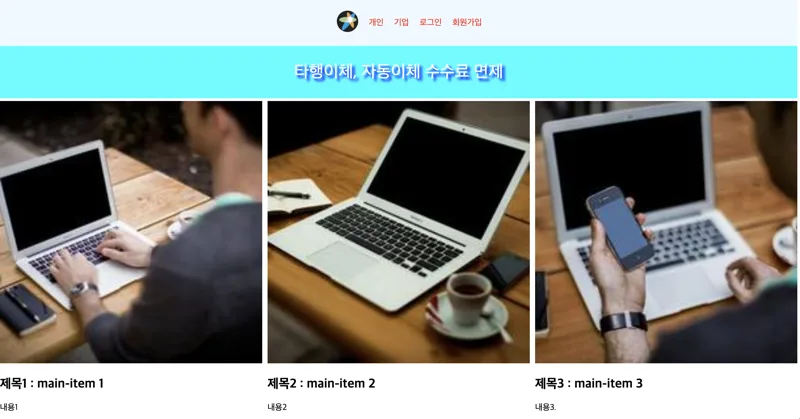 개인 기업 로그인 회원가입
타행이체, 자동이체 수수료 면제
제목1 : main-item 1
제목2 : main-item 2
제목3 : main-item 3
내용1
내용2
내용3.